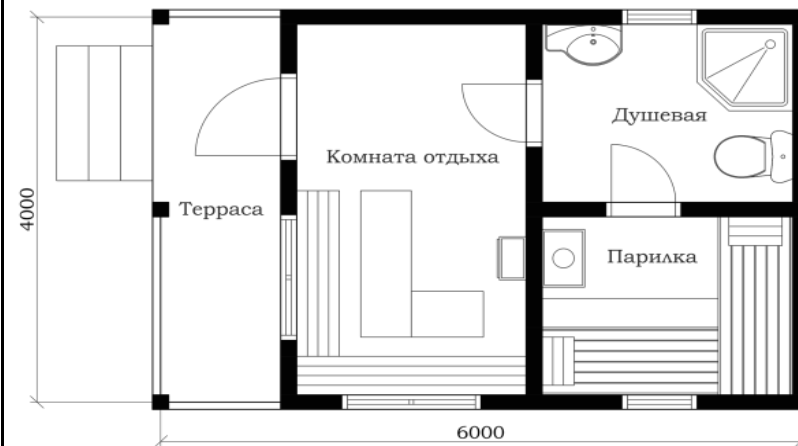 Душевая
Комната отдыха
Терраса
4000
Парилка
6000